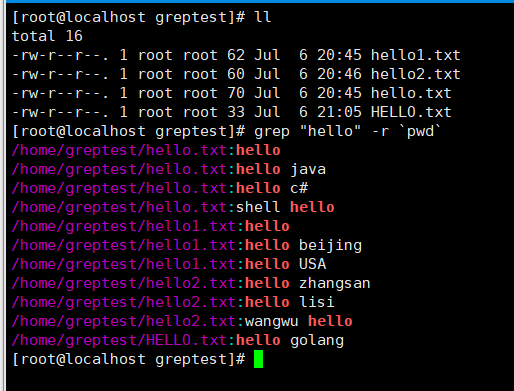 [root@localhost greptest]# ll
total 16
-rw-r--r--. 1 root root 62 Jul  6 20:45 hello1.txt
-rw-r--r--. 1 root root 60 Jul  6 20:46 hello2.txt
-rw-r--r--. 1 root root 70 Jul  6 20:45 hello.txt
-rw-r--r--. 1 root root 33 Jul  6 21:05 HELLO.txt
[root@localhost greptest]# grep "hello" -r `pwd`
/home/greptest/hello.txt:hello
/home/greptest/hello.txt:hello java
/home/greptest/hello.txt:hello c#
/home/greptest/hello.txt:shell hello
/home/greptest/hello1.txt:hello
/home/greptest/hello1.txt:hello beijing
/home/greptest/hello1.txt:hello USA
/home/greptest/hello2.txt:hello zhangsan
/home/greptest/hello2.txt:hello lisi
/home/greptest/hello2.txt:wangwu hello
/home/greptest/HELLO.txt:hello golang
[root@localhost greptest]#